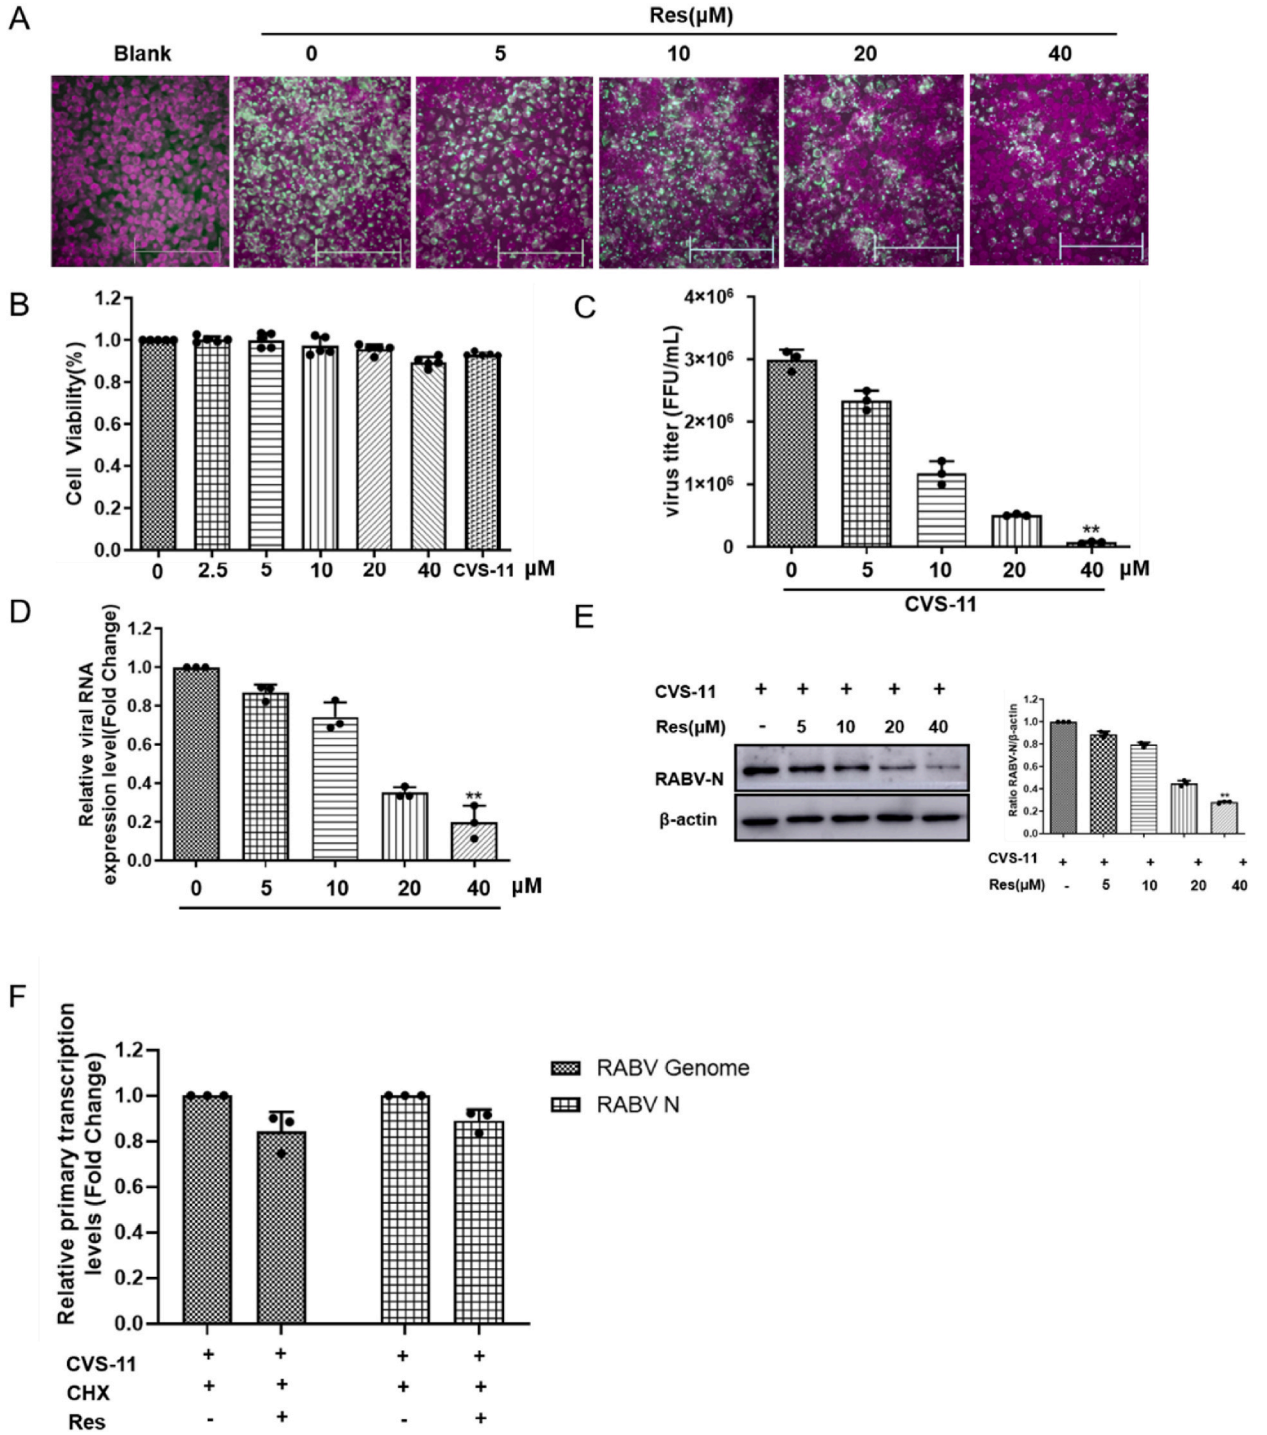 A
Res(μM)
Blank 0 5 10 20 40
B
Cell Viability(%)
1.2
1.0
0.8
0.6
0.4
0.2
0.0
0 2.5 5 10 20 40 CVS-11 μM
C
virus titer (FFU/mL)
4×10⁶
3×10⁶
2×10⁶
1×10⁶
0
**
0 5 10 20 40 μM
CVS-11
D
Relative viral RNA
expression level(Fold Change)
1.2
1.0
0.8
0.6
0.4
0.2
0.0
**
0 5 10 20 40 μM
E
CVS-11 + + + + +
Res(μM) - 5 10 20 40
RABV-N
β-actin
Ratio RABV-N/β-actin
1.2
1.0
0.8
0.6
0.4
0.2
0.0
**
CVS-11 + + + + +
Res(μM) - 5 10 20 40
F
Relative primary transcription
levels (Fold Change)
1.2
1.0
0.8
0.6
0.4
0.2
0.0
RABV Genome
RABV N
CVS-11 + + + +
CHX + + + +
Res - + - +